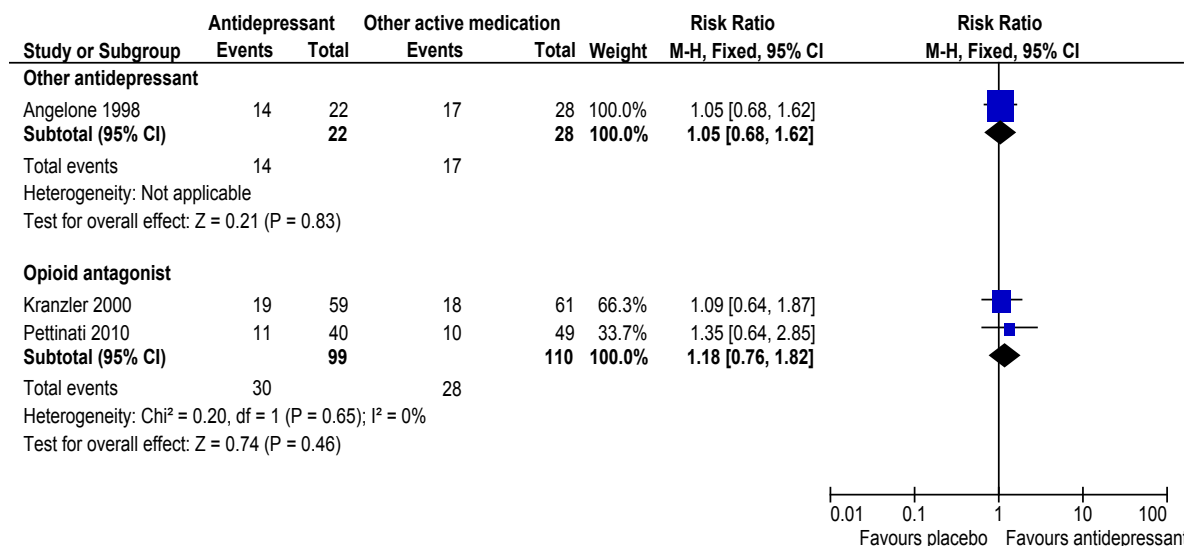 Antidepressant Other active medication Risk Ratio Risk Ratio
Study or Subgroup Events Total Events Total Weight M-H, Fixed, 95% CI M-H, Fixed, 95% CI
Other antidepressant
Angelone 1998 14 22 17 28 100.0% 1.05 [0.68, 1.62]
Subtotal (95% CI) 22 28 100.0% 1.05 [0.68, 1.62]
Total events 14 17
Heterogeneity: Not applicable
Test for overall effect: Z = 0.21 (P = 0.83)
Opioid antagonist
Kranzler 2000 19 59 18 61 66.3% 1.09 [0.64, 1.87]
Pettinati 2010 11 40 10 49 33.7% 1.35 [0.64, 2.85]
Subtotal (95% CI) 99 110 100.0% 1.18 [0.76, 1.82]
Total events 30 28
Heterogeneity: Chi² = 0.20, df = 1 (P = 0.65); I² = 0%
Test for overall effect: Z = 0.74 (P = 0.46)
0.01 0.1 1 10 100
Favours placebo Favours antidepressant